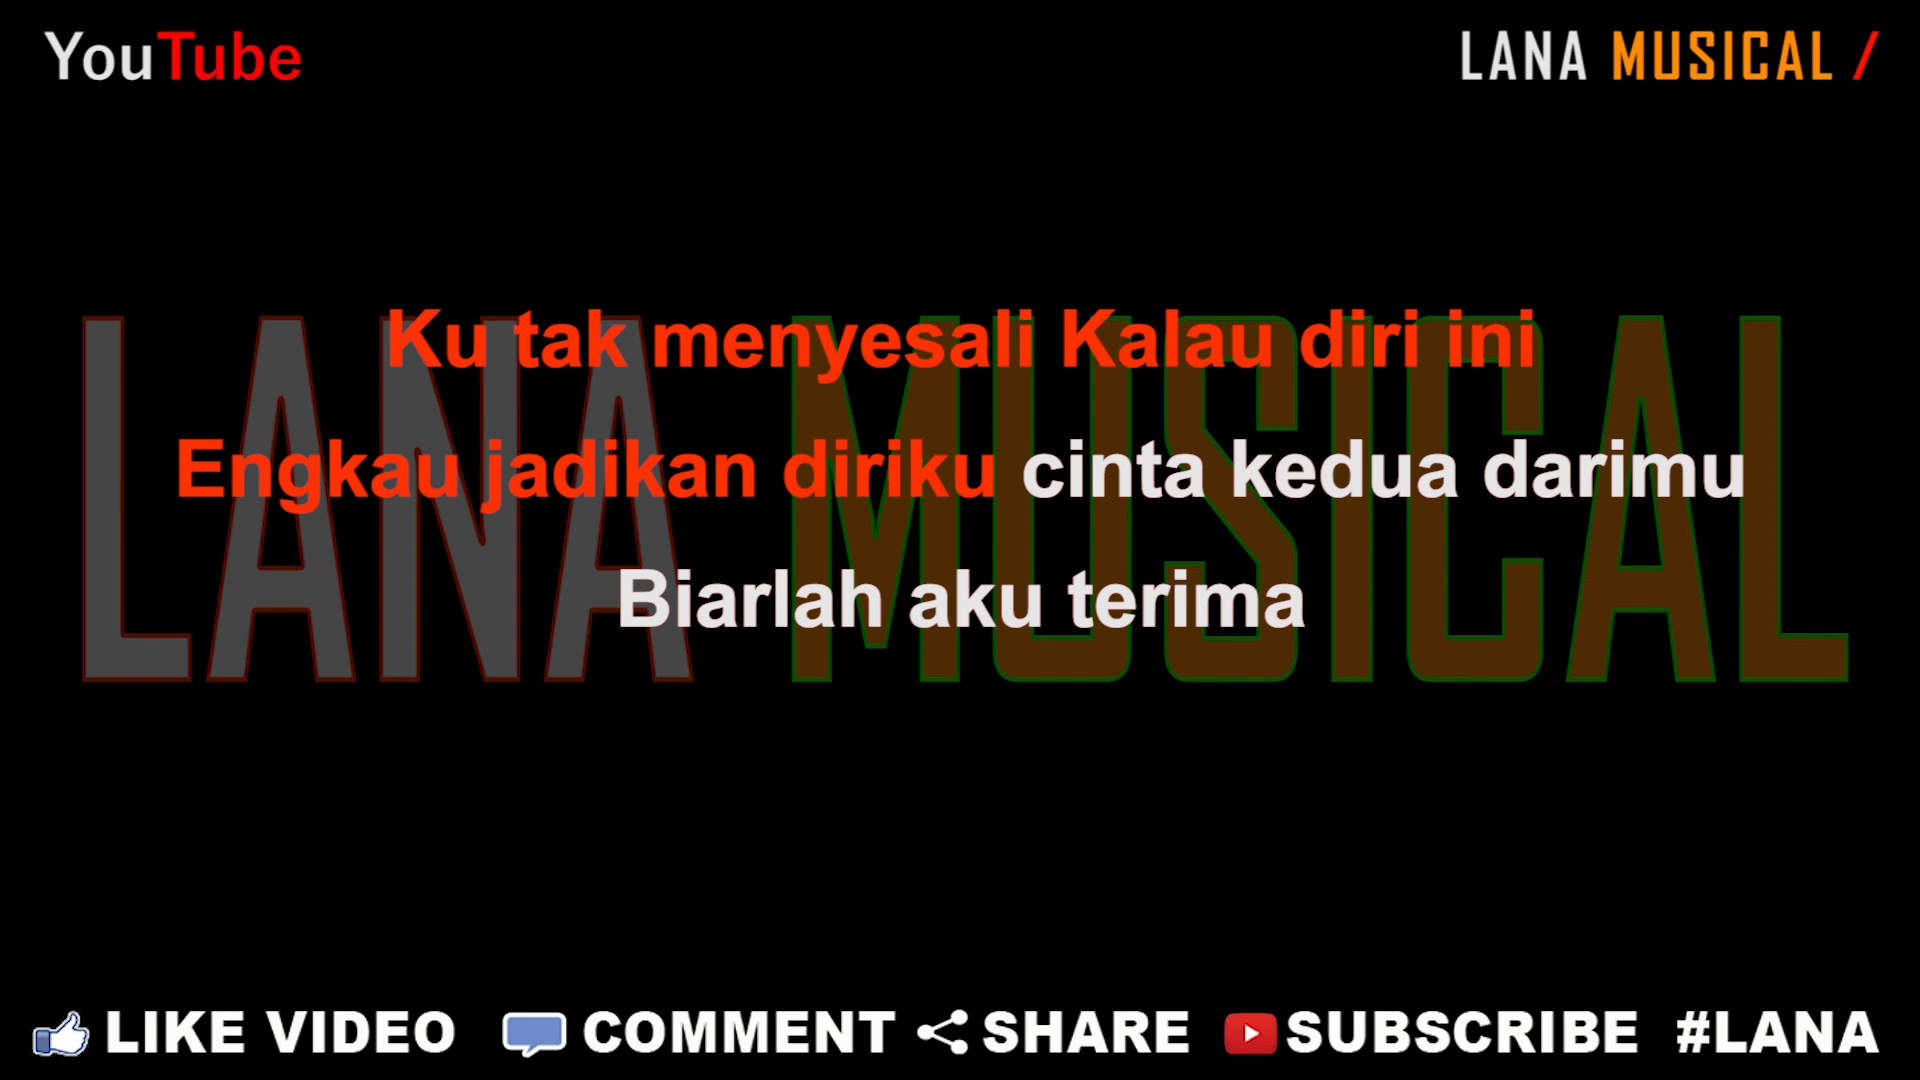 YouTube
LANA MUSICAL /
LANA MUSICAL
Ku tak menyesali Kalau diri ini
Engkau jadikan diriku cinta kedua darimu
Biarlah aku terima
LIKE VIDEO COMMENT SHARE SUBSCRIBE #LANA